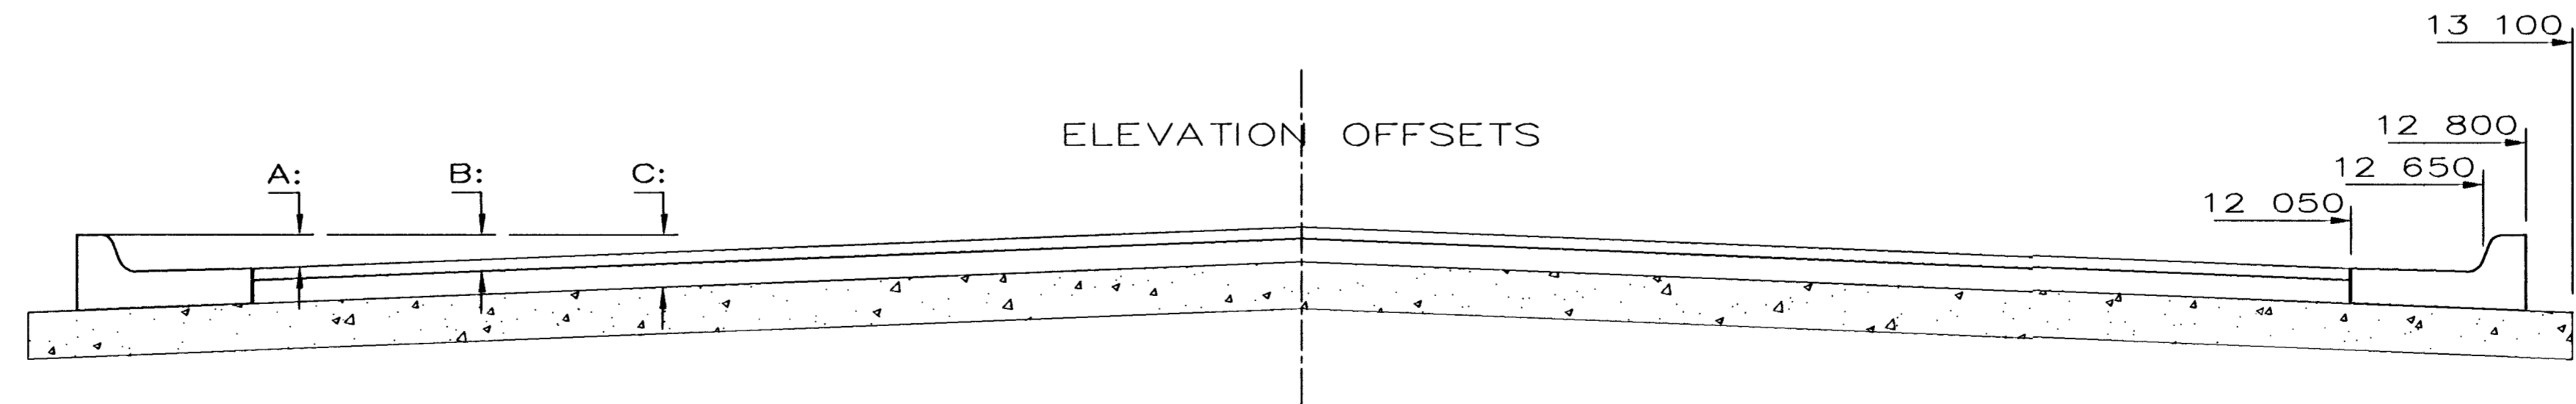 13 100
12 800
ELEVATION OFFSETS
12 650
A: B: C:
12 050